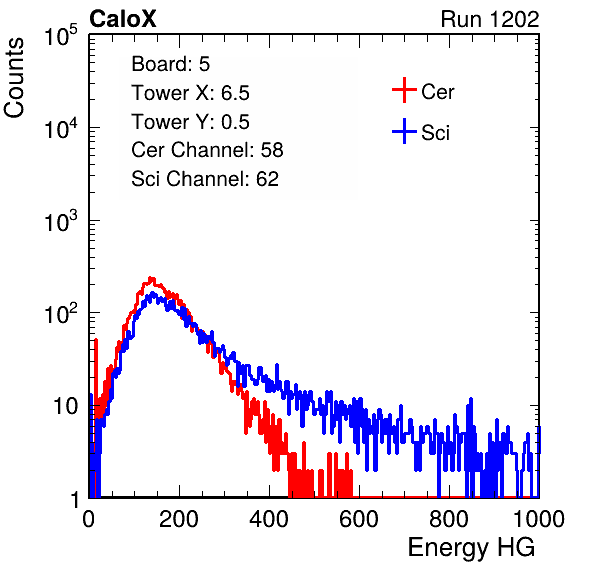 CaloX
Run 1202
Counts
Board: 5
Tower X: 6.5
Tower Y: 0.5
Cer Channel: 58
Sci Channel: 62
Cer
Sci
10^5
10^4
10^3
10^2
10
1
0 200 400 600 800 1000
Energy HG